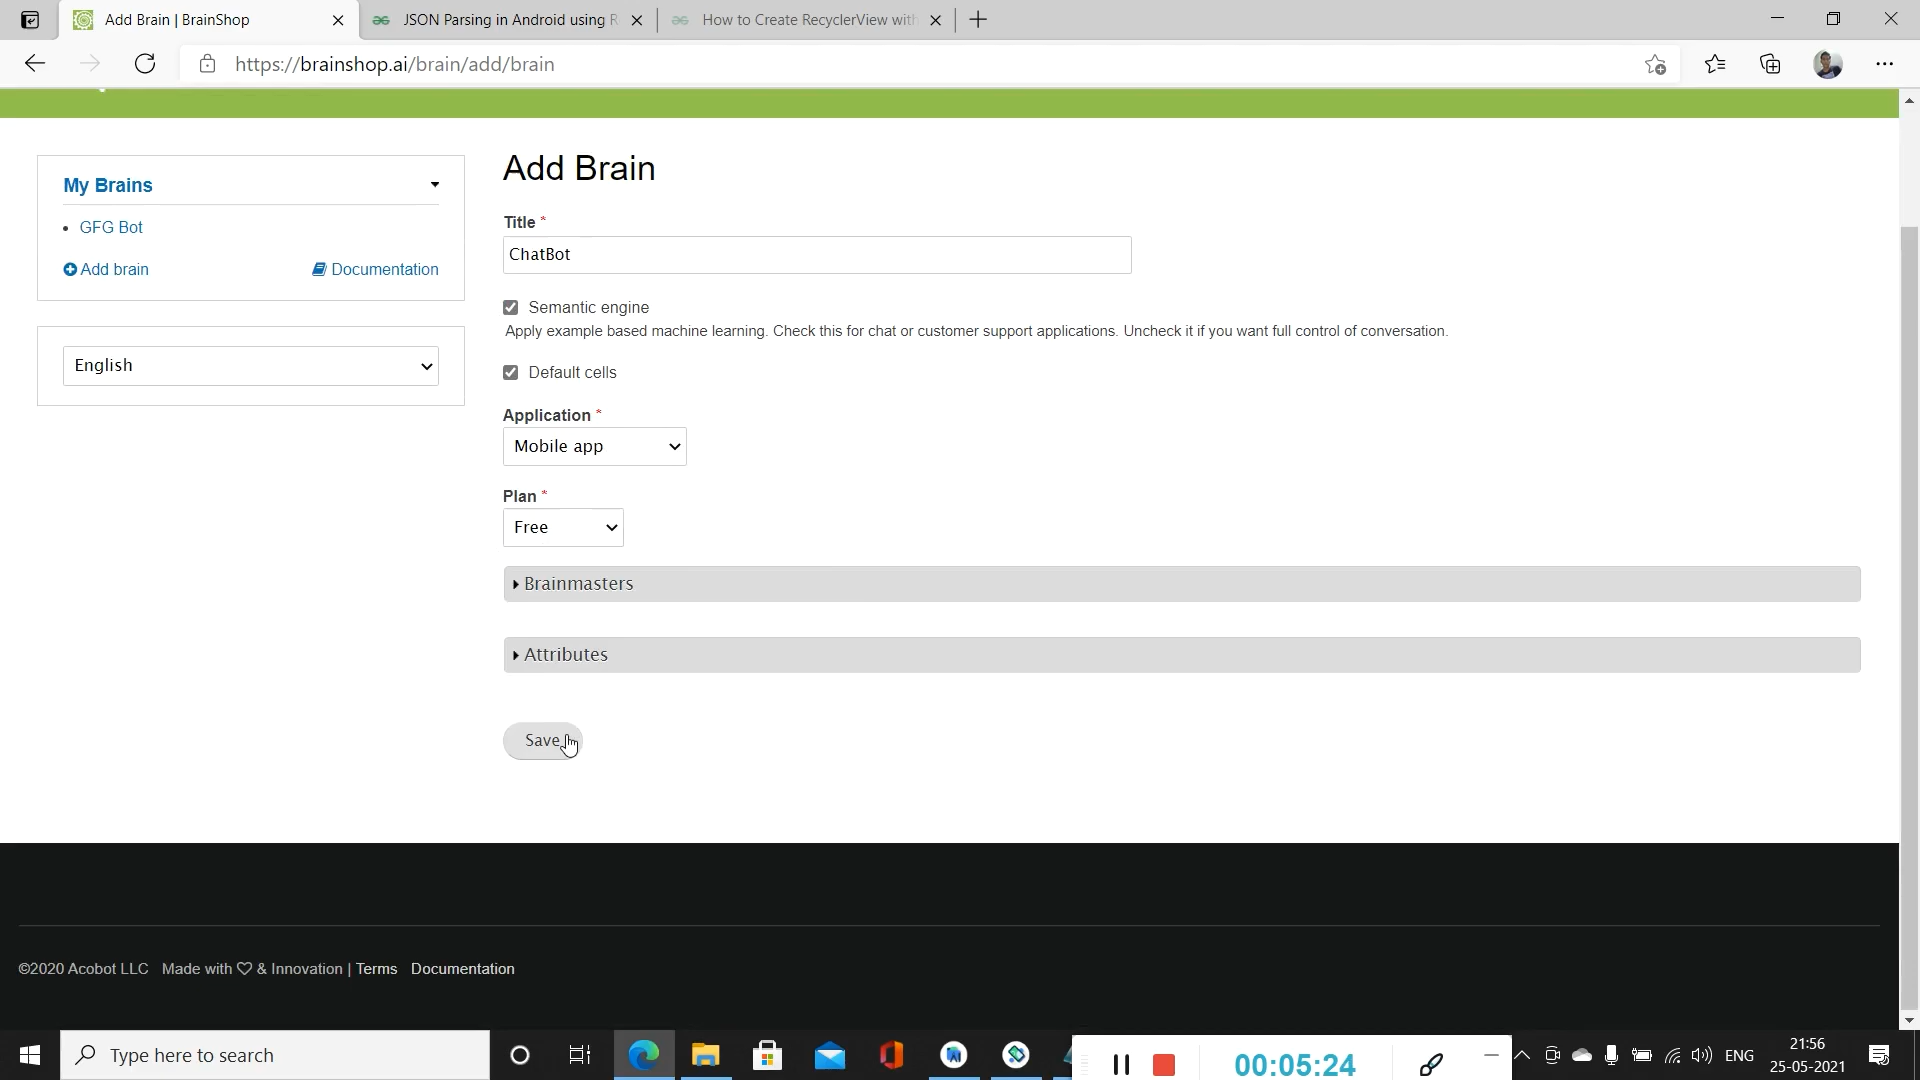 Add Brain | BrainShop
JSON Parsing in Android using R
How to Create RecyclerView with
https://brainshop.ai/brain/add/brain
My Brains
GFG Bot
Add brain
Documentation
English
Add Brain
Title *
ChatBot
Semantic engine
Apply example based machine learning. Check this for chat or customer support applications. Uncheck it if you want full control of conversation.
Default cells
Application *
Mobile app
Plan *
Free
Brainmasters
Attributes
Save
©2020 Acobot LLC Made with ♡ & Innovation | Terms Documentation
Type here to search
00:05:24
ENG
21:56
25-05-2021